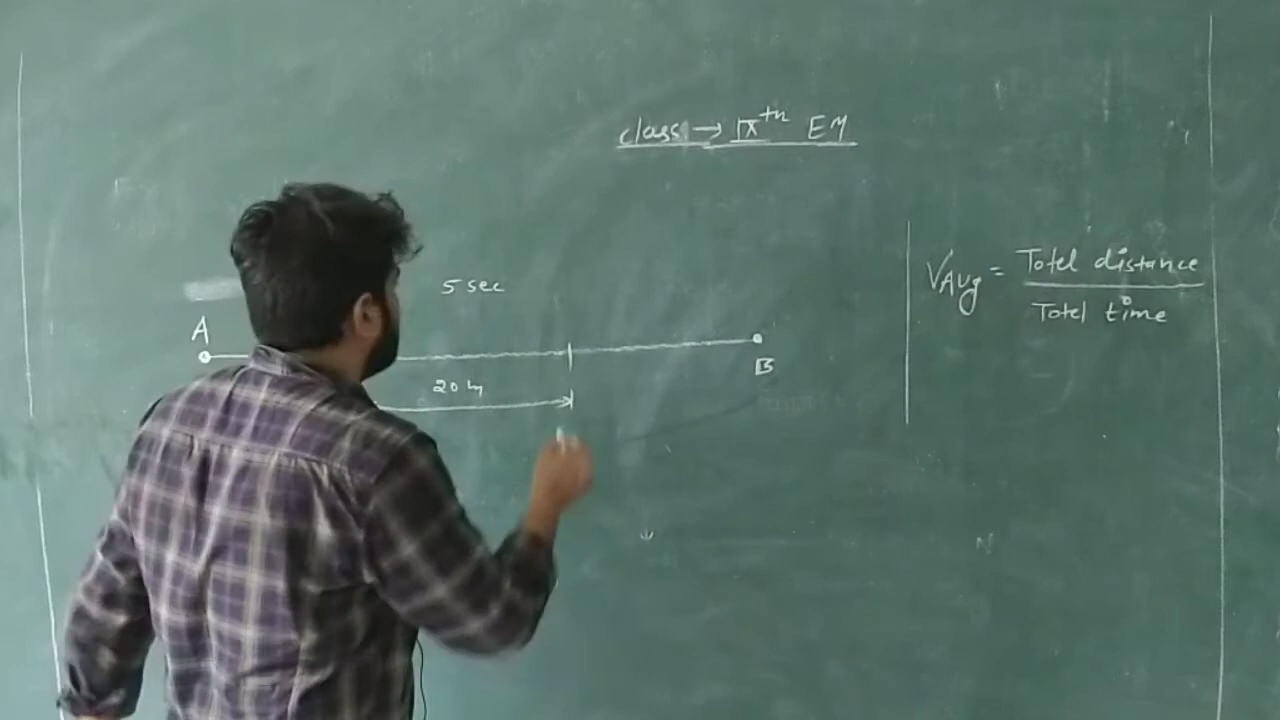 class → IXth EM
5 sec
A
20 m
B
VAvg = Totel distance
Totel time